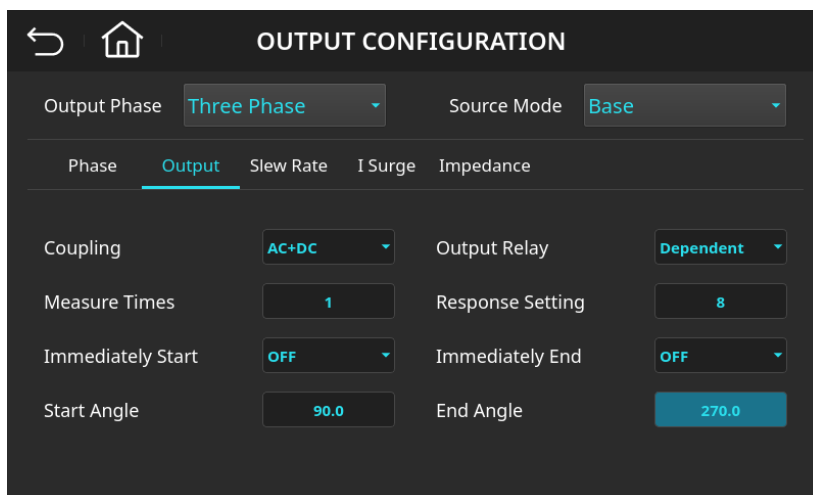 OUTPUT CONFIGURATION
Output Phase Three Phase Source Mode Base
Phase Output Slew Rate I Surge Impedance
Coupling AC+DC Output Relay Dependent
Measure Times 1 Response Setting 8
Immediately Start OFF Immediately End OFF
Start Angle 90.0 End Angle 270.0